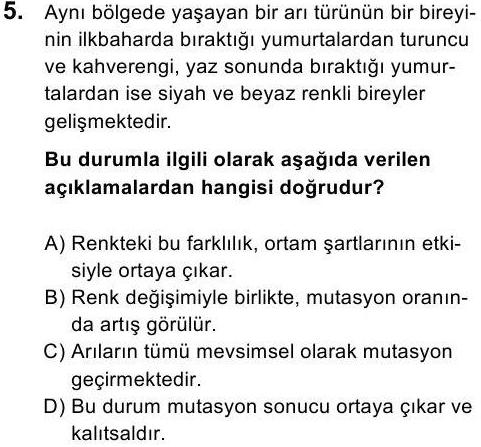 5. Aynı bölgede yaşayan bir arı türünün bir bireyi-
nin ilkbaharda bıraktığı yumurtalardan turuncu
ve kahverengi, yaz sonunda bıraktığı yumur-
talardan ise siyah ve beyaz renkli bireyler
gelişmektedir.
Bu durumla ilgili olarak aşağıda verilen
açıklamalardan hangisi doğrudur?
A) Renkteki bu farklılık, ortam şartlarının etki-
siyle ortaya çıkar.
B) Renk değişimiyle birlikte, mutasyon oranın-
da artış görülür.
C) Arıların tümü mevsimsel olarak mutasyon
geçirmektedir.
D) Bu durum mutasyon sonucu ortaya çıkar ve
kalıtsaldır.